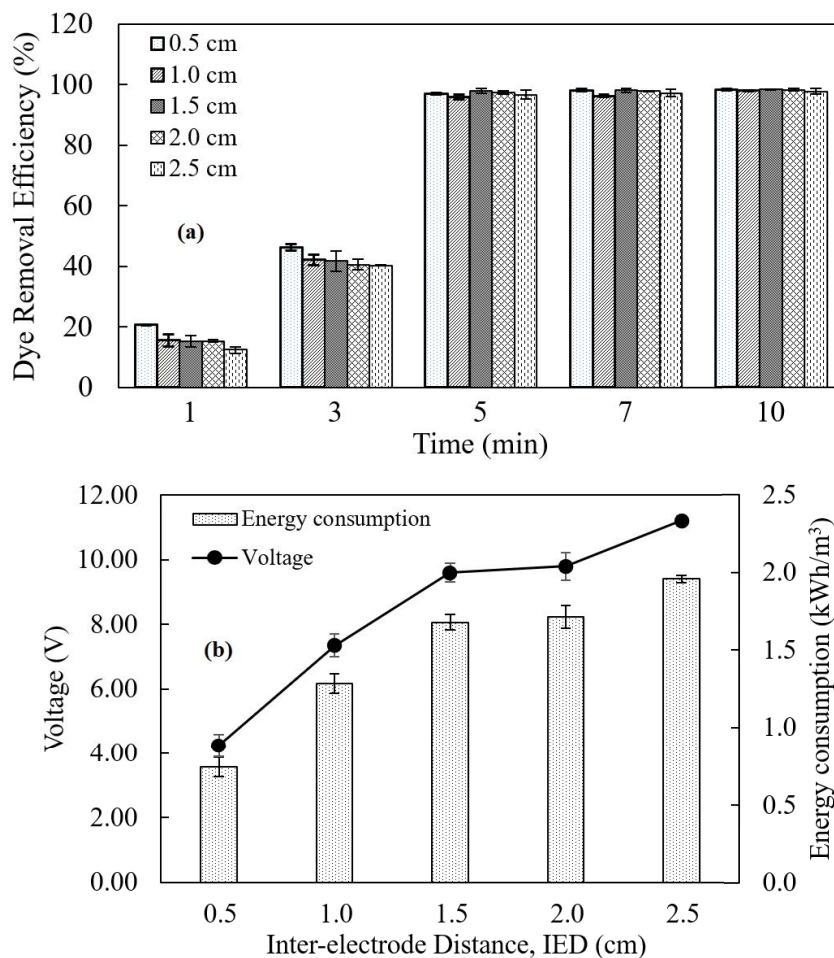 120
100
80
60
40
20
0
Dye Removal Efficiency (%)
0.5 cm
1.0 cm
1.5 cm
2.0 cm
2.5 cm
(a)
1 3 5 7 10
Time (min)
12.00
10.00
8.00
6.00
4.00
2.00
0.00
Voltage (V)
Energy consumption
Voltage
(b)
2.5
2.0
1.5
1.0
0.5
0.0
Energy consumption (kWh/m³)
0.5 1.0 1.5 2.0 2.5
Inter-electrode Distance, IED (cm)